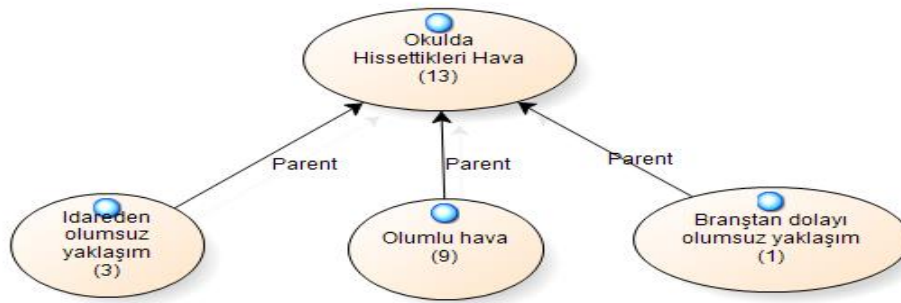 Okulda
Hissettikleri Hava
(13)
Parent
Parent
Parent
Idareden
olumsuz
yaklaşım
(3)
Olumlu hava
(9)
Branştan dolayı
olumsuz yaklaşım
(1)